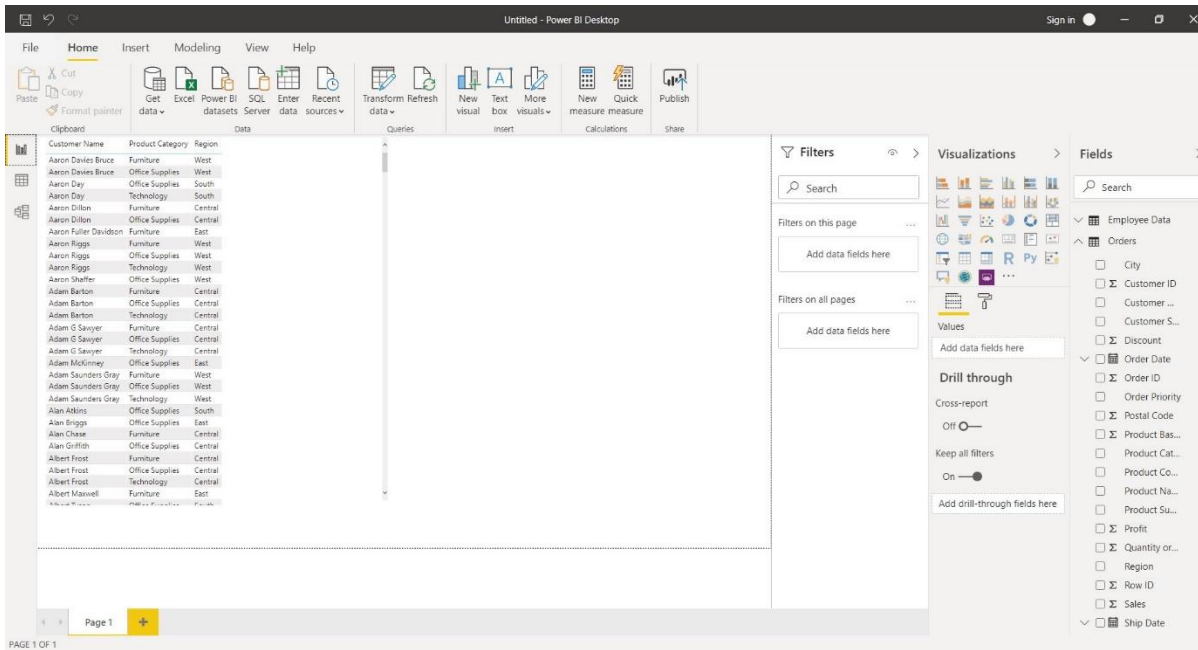 Untitled - Power BI Desktop
Sign in
File Home Insert Modeling View Help
Paste
Cut
Copy
Format painter
Clipboard
Get data
Excel
Power BI datasets
SQL Server
Enter data
Recent sources
Data
Transform data
Refresh
Queries
New visual
A
Text box
More visuals
Insert
New measure
Quick measure
Calculations
Publish
Share
Customer Name Product Category Region
Aaron Davies Bruce Furniture West
Aaron Davies Bruce Office Supplies West
Aaron Day Office Supplies South
Aaron Day Technology South
Aaron Dillon Furniture Central
Aaron Dillon Office Supplies Central
Aaron Fuller Davidson Furniture East
Aaron Riggs Furniture West
Aaron Riggs Office Supplies West
Aaron Riggs Technology West
Aaron Shaffer Office Supplies West
Adam Barton Furniture Central
Adam Barton Office Supplies Central
Adam Barton Technology Central
Adam G Sawyer Furniture Central
Adam G Sawyer Office Supplies Central
Adam G Sawyer Technology Central
Adam McKinney Office Supplies East
Adam Saunders Gray Furniture West
Adam Saunders Gray Office Supplies West
Adam Saunders Gray Technology West
Alan Atkins Office Supplies South
Alan Briggs Office Supplies East
Alan Chase Furniture Central
Alan Griffith Office Supplies Central
Albert Frost Furniture Central
Albert Frost Office Supplies Central
Albert Frost Technology Central
Albert Maxwell Furniture East
Filters
Search
Filters on this page ...
Add data fields here
Filters on all pages ...
Add data fields here
Visualizations
R Py
...
Values
Add data fields here
Drill through
Cross-report
Off
Keep all filters
On
Add drill-through fields here
Fields
Search
Employee Data
Orders
City
Σ Customer ID
Customer ...
Customer S...
Σ Discount
Order Date
Σ Order ID
Order Priority
Σ Postal Code
Σ Product Bas...
Product Cat...
Product Co...
Product Na...
Product Su...
Σ Profit
Σ Quantity or...
Region
Σ Row ID
Σ Sales
Ship Date
Page 1 +
PAGE 1 OF 1